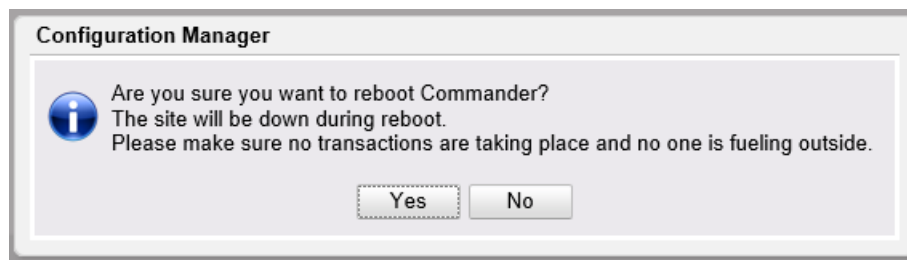 Configuration Manager
Are you sure you want to reboot Commander?
The site will be down during reboot.
Please make sure no transactions are taking place and no one is fueling outside.
Yes No